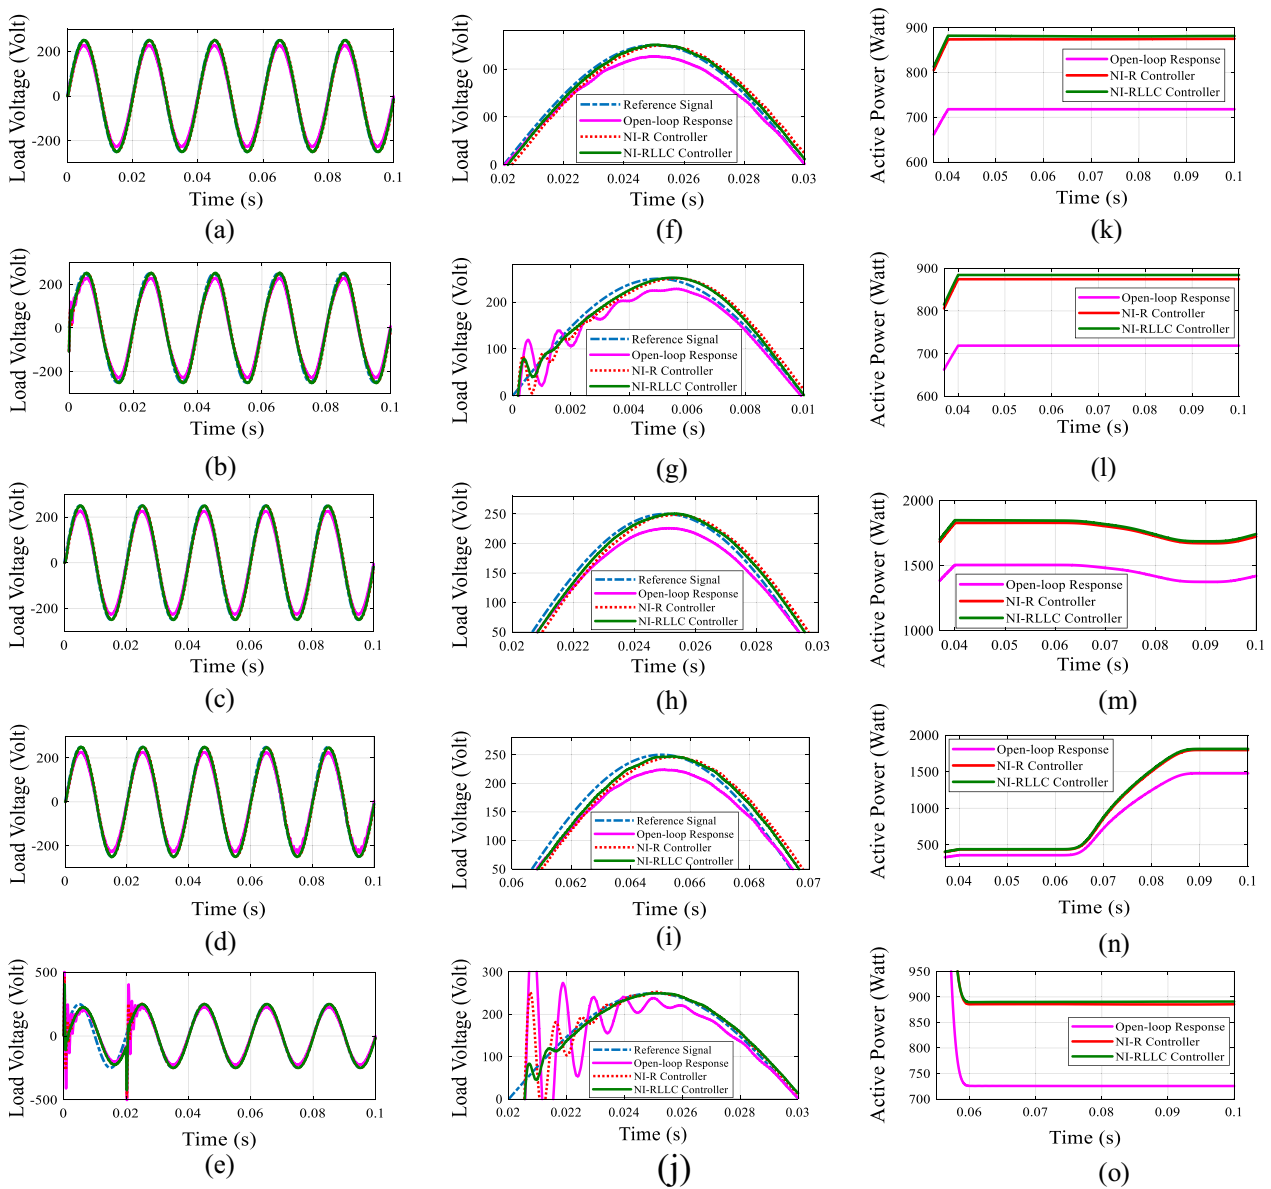 Load Voltage (Volt)
200
0
-200
0
0.02
0.04
0.06
0.08
0.1
Time (s)
(a)
Load Voltage (Volt)
00
00
0
0.02
0.022
0.024
0.026
0.028
0.03
Reference Signal
Open-loop Response
NI-R Controller
NI-RLLC Controller
Time (s)
(f)
Active Power (Watt)
900
800
700
600
0.04
0.05
0.06
0.07
0.08
0.09
0.1
Open-loop Response
NI-R Controller
NI-RLLC Controller
Time (s)
(k)
Load Voltage (Volt)
200
0
-200
0
0.02
0.04
0.06
0.08
0.1
Time (s)
(b)
Load Voltage (Volt)
200
100
0
0
0.002
0.004
0.006
0.008
0.01
Reference Signal
Open-loop Response
NI-R Controller
NI-RLLC Controller
Time (s)
(g)
Active Power (Watt)
900
800
700
600
0.04
0.05
0.06
0.07
0.08
0.09
0.1
Open-loop Response
NI-R Controller
NI-RLLC Controller
Time (s)
(l)
Load Voltage (Volt)
200
0
-200
0
0.02
0.04
0.06
0.08
0.1
Time (s)
(c)
Load Voltage (Volt)
250
200
150
100
50
0.02
0.022
0.024
0.026
0.028
0.03
Reference Signal
Open-loop Response
NI-R Controller
NI-RLLC Controller
Time (s)
(h)
Active Power (Watt)
2000
1500
1000
0.04
0.05
0.06
0.07
0.08
0.09
0.1
Open-loop Response
NI-R Controller
NI-RLLC Controller
Time (s)
(m)
Load Voltage (Volt)
200
0
-200
0
0.02
0.04
0.06
0.08
0.1
Time (s)
(d)
Load Voltage (Volt)
250
200
150
100
50
0.06
0.062
0.064
0.066
0.068
0.07
Reference Signal
Open-loop Response
NI-R Controller
NI-RLLC Controller
Time (s)
(i)
Active Power (Watt)
2000
1500
1000
500
0.04
0.05
0.06
0.07
0.08
0.09
0.1
Open-loop Response
NI-R Controller
NI-RLLC Controller
Time (s)
(n)
Load Voltage (Volt)
500
0
-500
0
0.02
0.04
0.06
0.08
0.1
Time (s)
(e)
Load Voltage (Volt)
300
200
100
0
0.02
0.022
0.024
0.026
0.028
0.03
Reference Signal
Open-loop Response
NI-R Controller
NI-RLLC Controller
Time (s)
(j)
Active Power (Watt)
950
900
850
800
750
700
0.06
0.07
0.08
0.09
0.1
Open-loop Response
NI-R Controller
NI-RLLC Controller
Time (s)
(o)